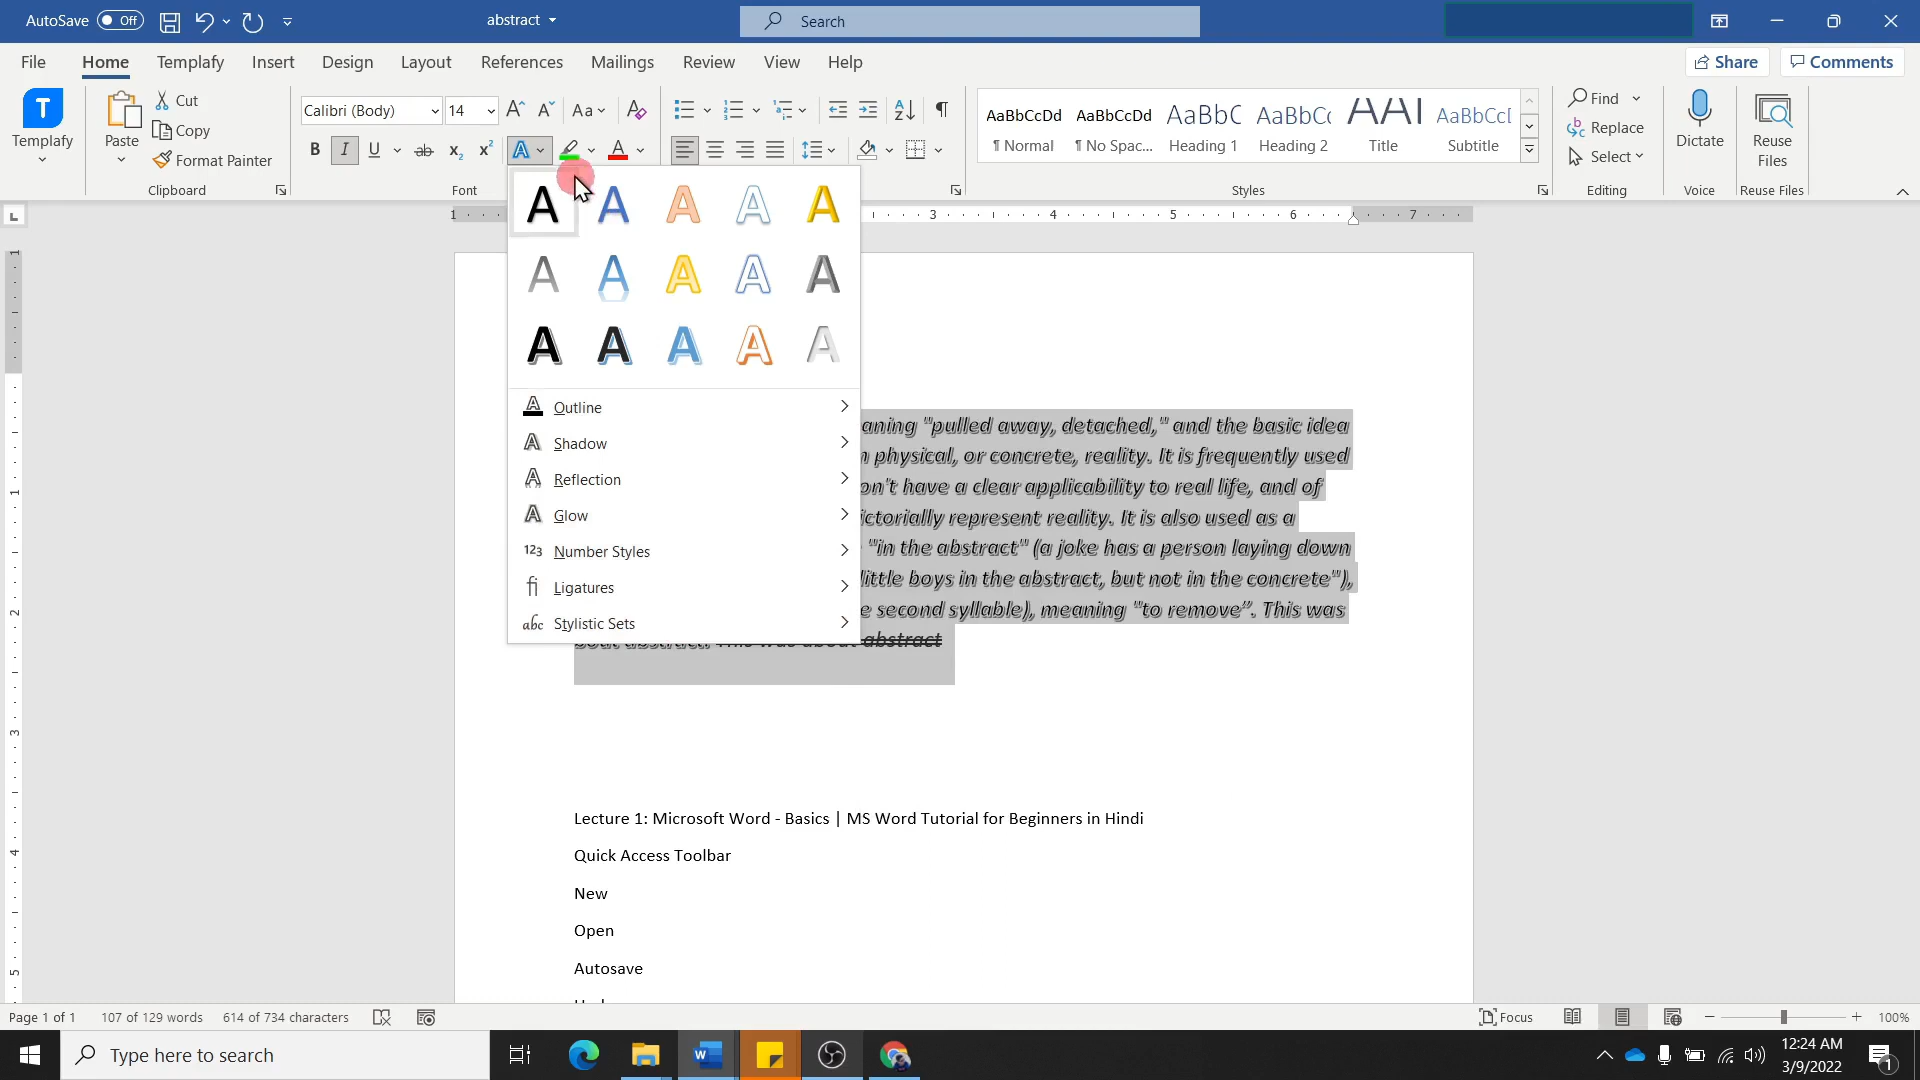 AutoSave Off
abstract
Search
File Home Templafy Insert Design Layout References Mailings Review View Help
Share Comments
Templafy
Paste
Cut
Copy
Format Painter
Clipboard
Calibri (Body) 14
Font
AaBbCcDd AaBbCcDd AaBbC AaBbCc AAI AaBbCcD
¶ Normal ¶ No Spac... Heading 1 Heading 2 Title Subtitle
Styles
Find
Replace
Select
Editing
Dictate
Voice
Reuse Files
Reuse Files
Outline
Shadow
Reflection
Glow
Number Styles
Ligatures
Stylistic Sets
aning "pulled away, detached," and the basic idea
physical, or concrete, reality. It is frequently used
on't have a clear applicability to real life, and of
ictorially represent reality. It is also used as a
"in the abstract" (a joke has a person laying down
little boys in the abstract, but not in the concrete"),
e second syllable), meaning "to remove”. This was
bout abstract. This was about abstract
Lecture 1: Microsoft Word - Basics | MS Word Tutorial for Beginners in Hindi
Quick Access Toolbar
New
Open
Autosave
Page 1 of 1 107 of 129 words 614 of 734 characters
Focus
100%
Type here to search
12:24 AM
3/9/2022
1